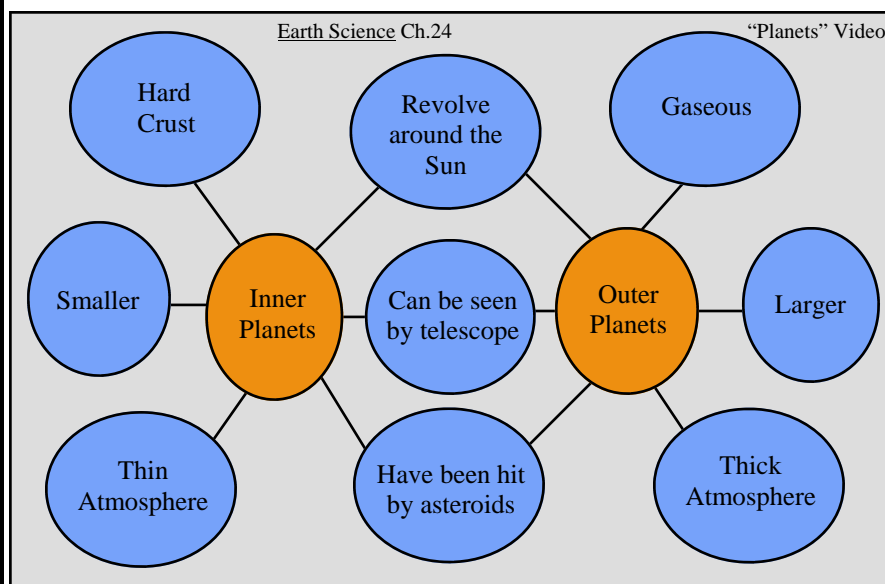 Earth Science Ch.24
“Planets” Video
Hard
Crust
Revolve
around the
Sun
Gaseous
Smaller
Inner
Planets
Can be seen
by telescope
Outer
Planets
Larger
Thin
Atmosphere
Have been hit
by asteroids
Thick
Atmosphere